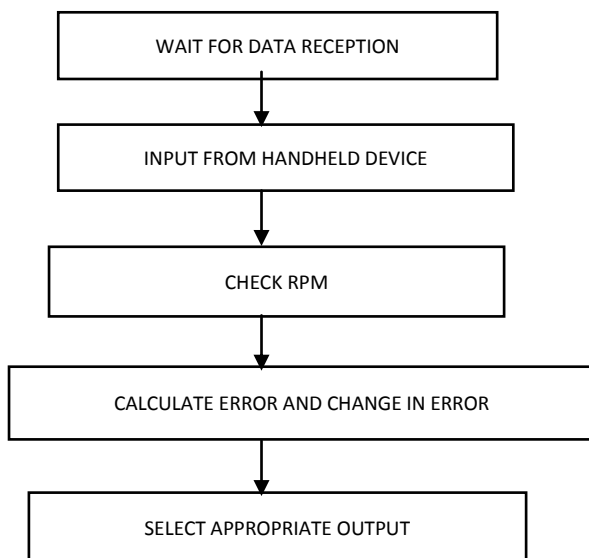 WAIT FOR DATA RECEPTION
INPUT FROM HANDHELD DEVICE
CHECK RPM
CALCULATE ERROR AND CHANGE IN ERROR
SELECT APPROPRIATE OUTPUT